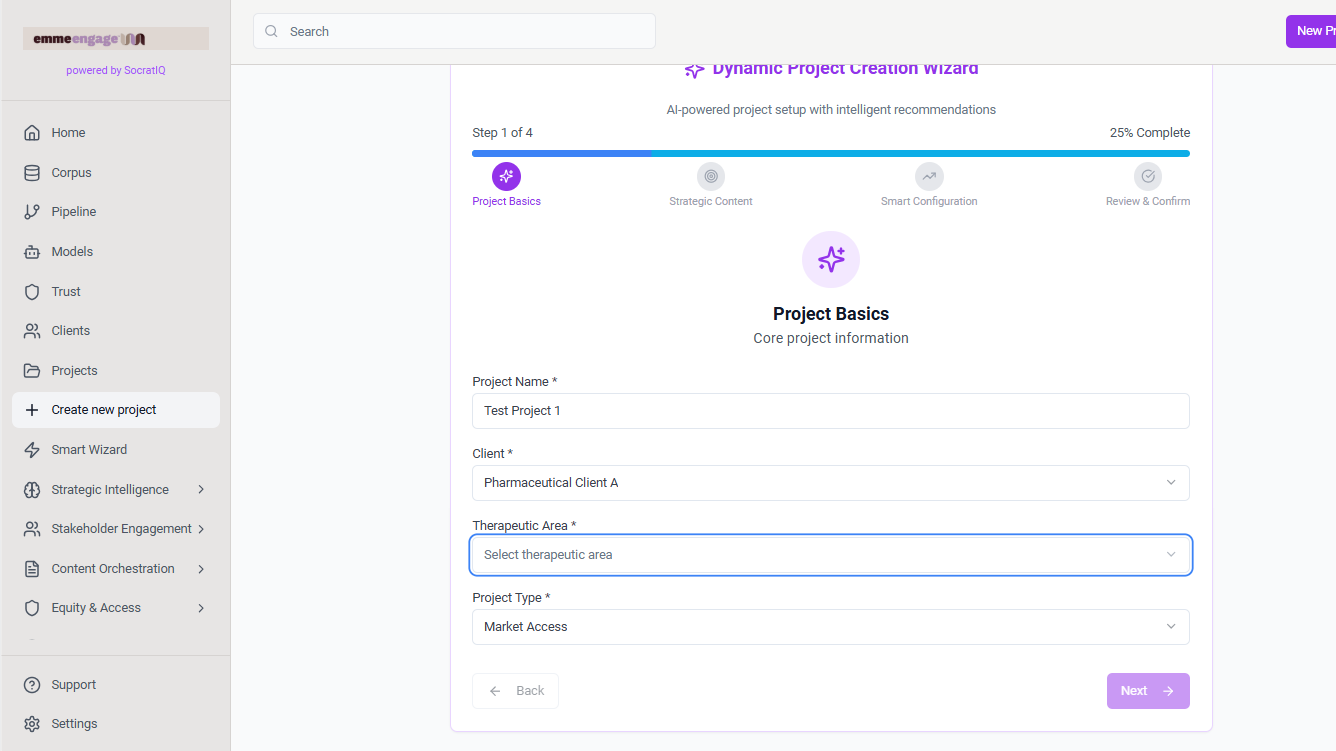 emmeengage
powered by SocratIQ
Home
Corpus
Pipeline
Models
Trust
Clients
Projects
Create new project
Smart Wizard
Strategic Intelligence
Stakeholder Engagement
Content Orchestration
Equity & Access
Support
Settings
Search
New Pr
Dynamic Project Creation Wizard
AI-powered project setup with intelligent recommendations
Step 1 of 4
25% Complete
Project Basics
Strategic Content
Smart Configuration
Review & Confirm
Project Basics
Core project information
Project Name *
Test Project 1
Client *
Pharmaceutical Client A
Therapeutic Area *
Select therapeutic area
Project Type *
Market Access
Back
Next